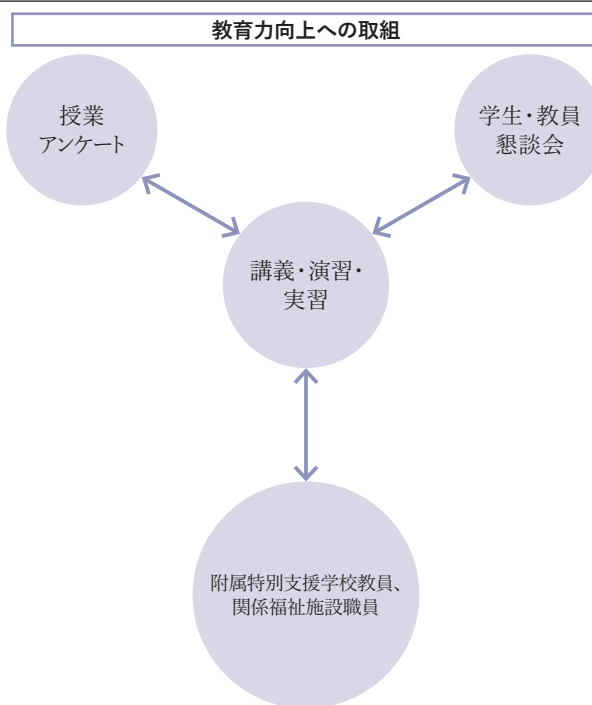 教育力向上への取組
授業
アンケート
学生・教員
懇談会
講義・演習・
実習
附属特別支援学校教員、
関係福祉施設職員